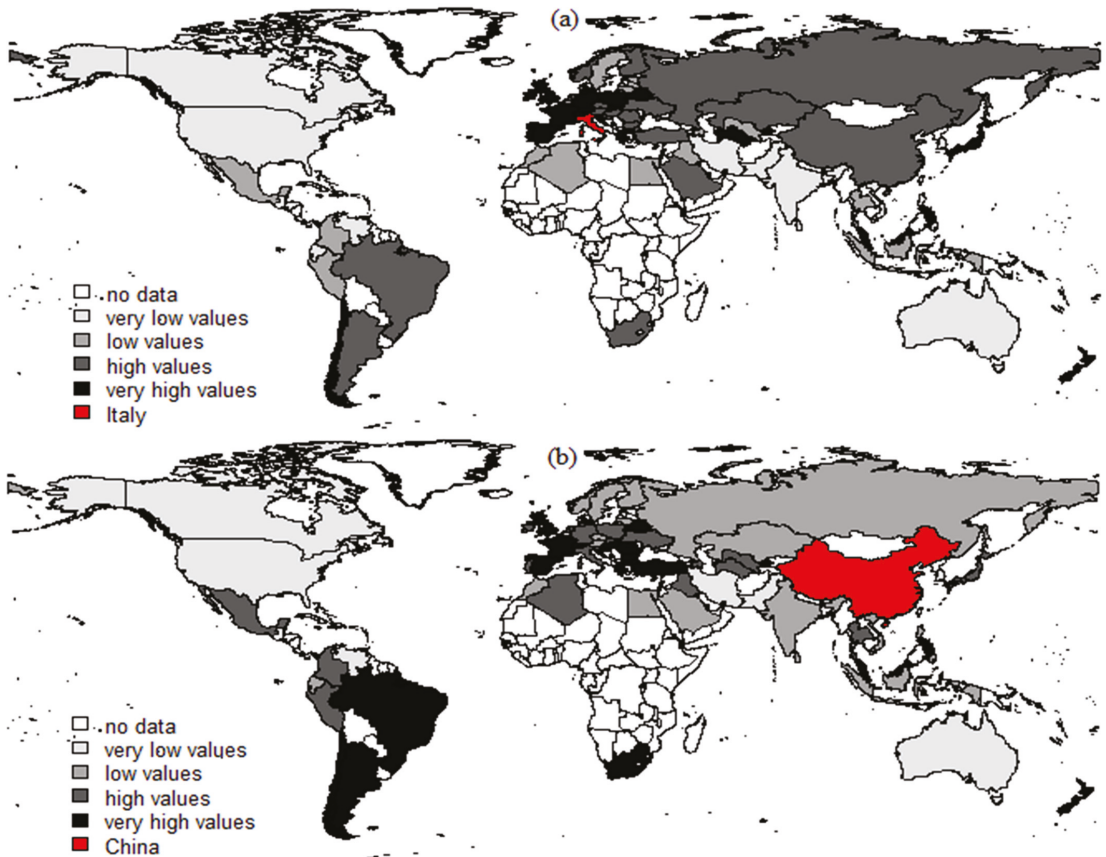 (a)
no data
very low values
low values
high values
very high values
Italy
(b)
no data
very low values
low values
high values
very high values
China